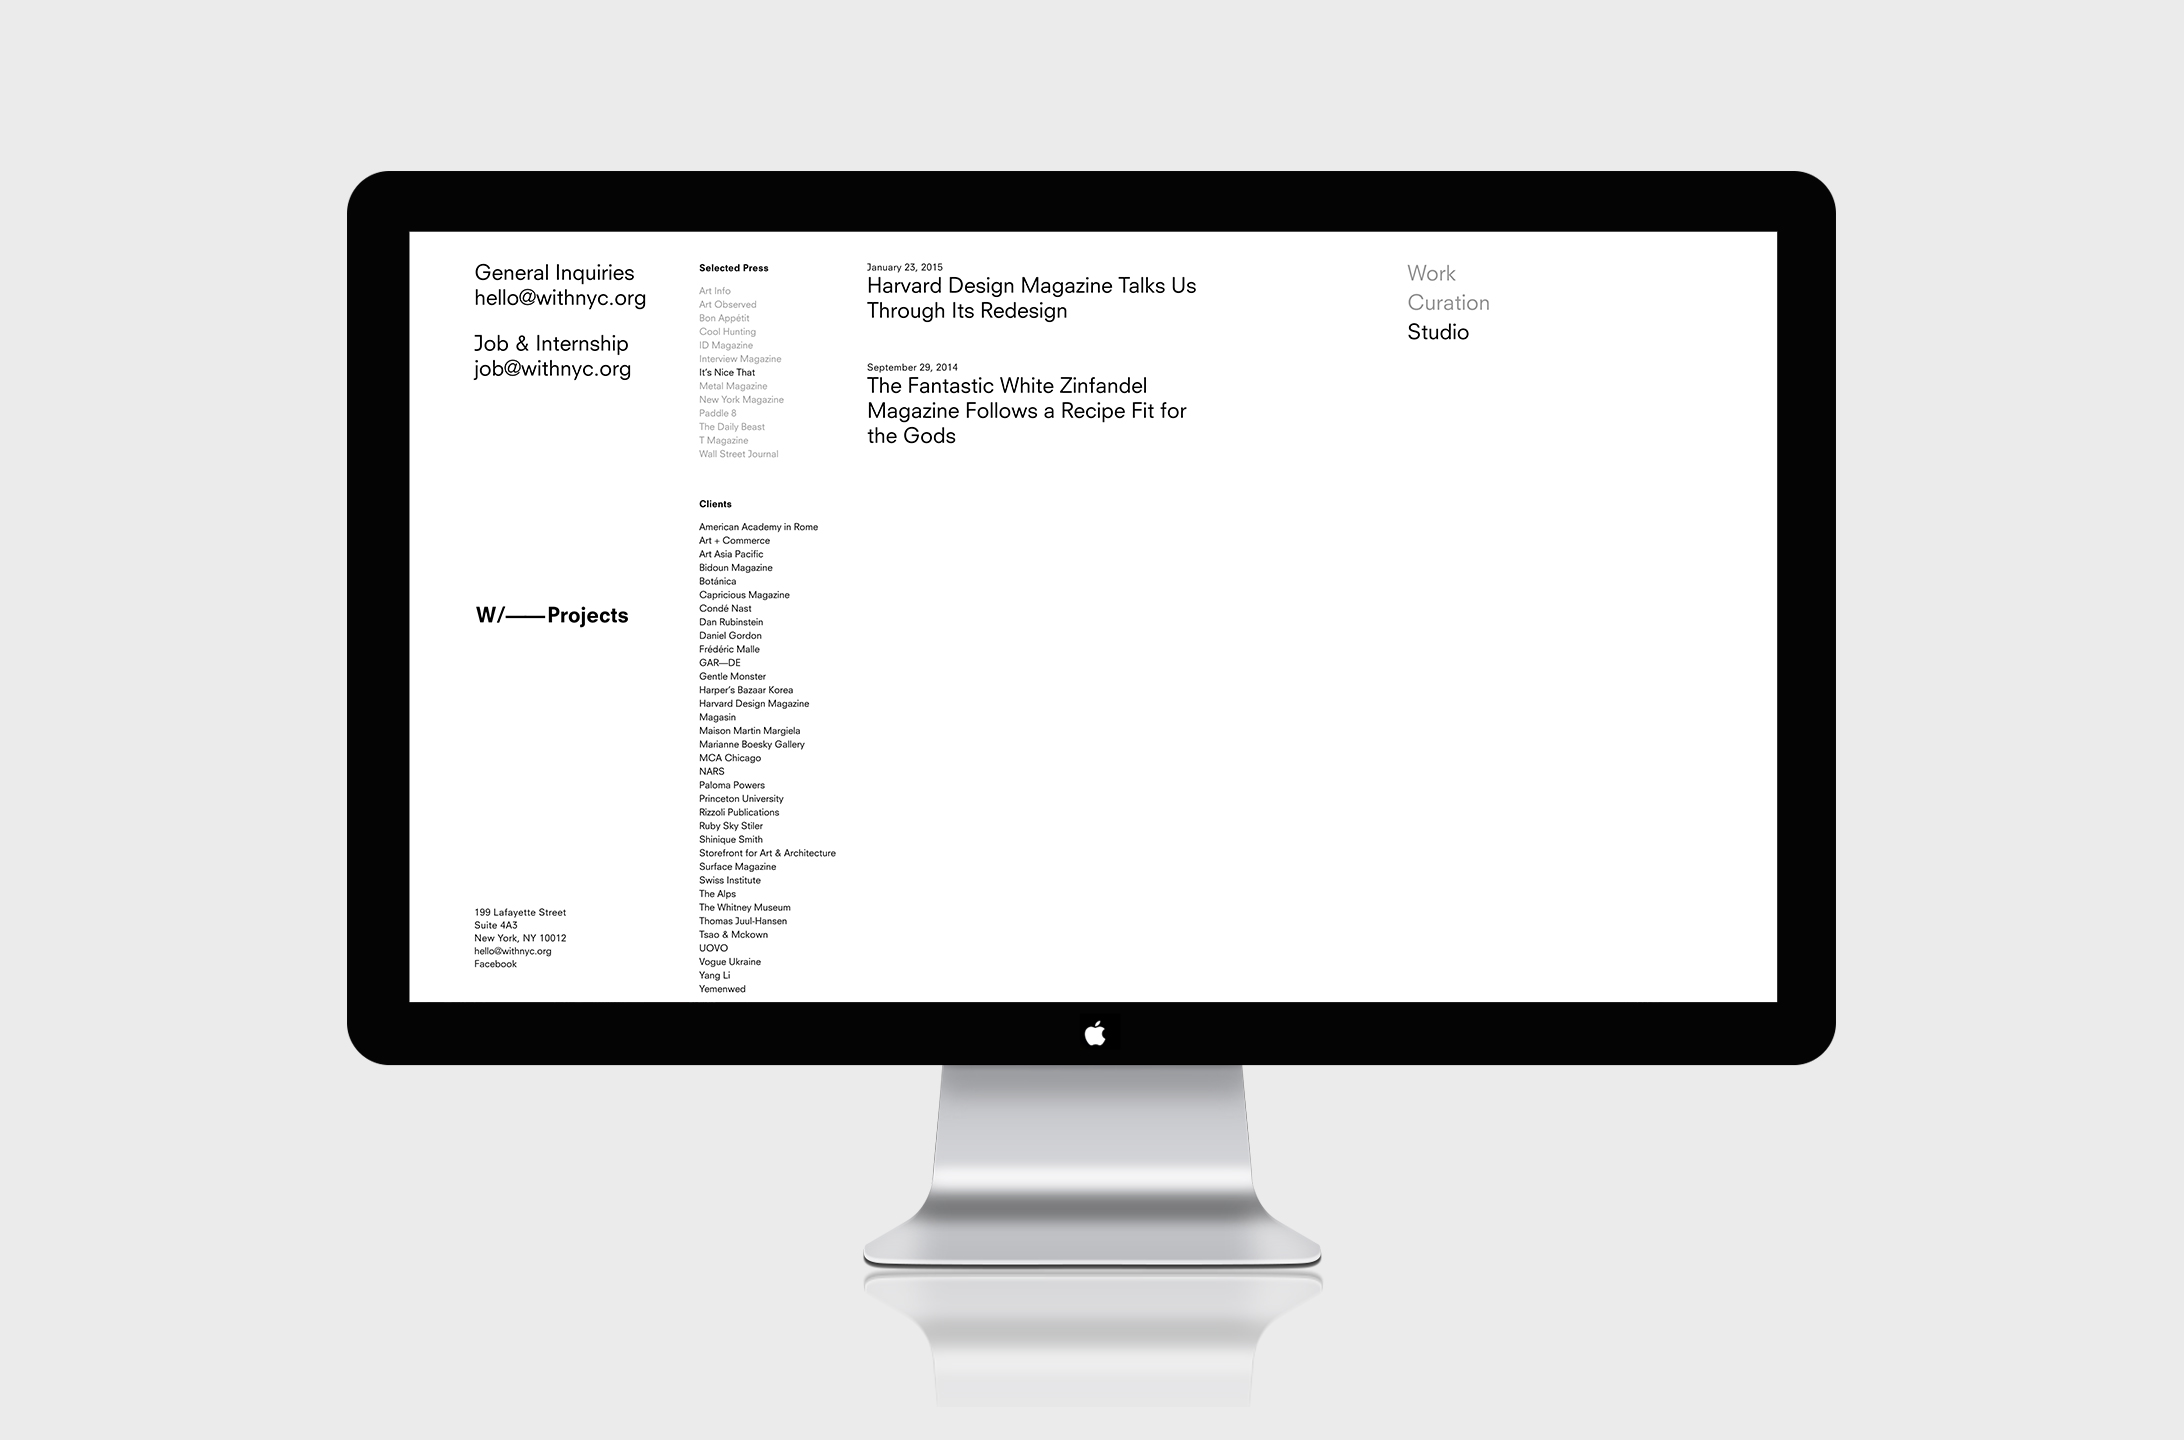 General Inquiries
hello@withnyc.org
Job & Internship
job@withnyc.org
W/——Projects
199 Lafayette Street
Suite 4A3
New York, NY 10012
hello@withnyc.org
Facebook
Selected Press
Art Info
Art Observed
Bon Appétit
Cool Hunting
ID Magazine
Interview Magazine
It's Nice That
Metal Magazine
New York Magazine
Paddle 8
The Daily Beast
T Magazine
Wall Street Journal
Clients
American Academy in Rome
Art + Commerce
Art Asia Pacific
Bidoun Magazine
Botánica
Capricious Magazine
Condé Nast
Dan Rubinstein
Daniel Gordon
Frédéric Malle
GAR—DE
Gentle Monster
Harper's Bazaar Korea
Harvard Design Magazine
Magasin
Maison Martin Margiela
Marianne Boesky Gallery
MCA Chicago
NARS
Paloma Powers
Princeton University
Rizzoli Publications
Ruby Sky Stiler
Shinique Smith
Storefront for Art & Architecture
Surface Magazine
Swiss Institute
The Alps
The Whitney Museum
Thomas Juul-Hansen
Tsao & Mckown
UOVO
Vogue Ukraine
Yang Li
Yemenwed
January 23, 2015
Harvard Design Magazine Talks Us
Through Its Redesign
September 29, 2014
The Fantastic White Zinfandel
Magazine Follows a Recipe Fit for
the Gods
Work
Curation
Studio